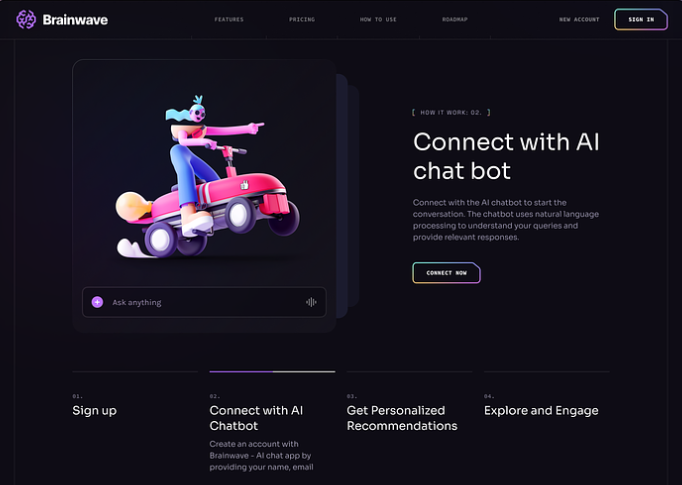 Brainwave
FEATURES
PRICING
HOW TO USE
ROADMAP
NEW ACCOUNT
SIGN IN
[ HOW IT WORK: 02. ]
Connect with AI
chat bot
Connect with the AI chatbot to start the
conversation. The chatbot uses natural language
processing to understand your queries and
provide relevant responses.
CONNECT NOW
Ask anything
01.
Sign up
02.
Connect with AI
Chatbot
Create an account with
Brainwave - AI chat app by
providing your name, email
03.
Get Personalized
Recommendations
04.
Explore and Engage